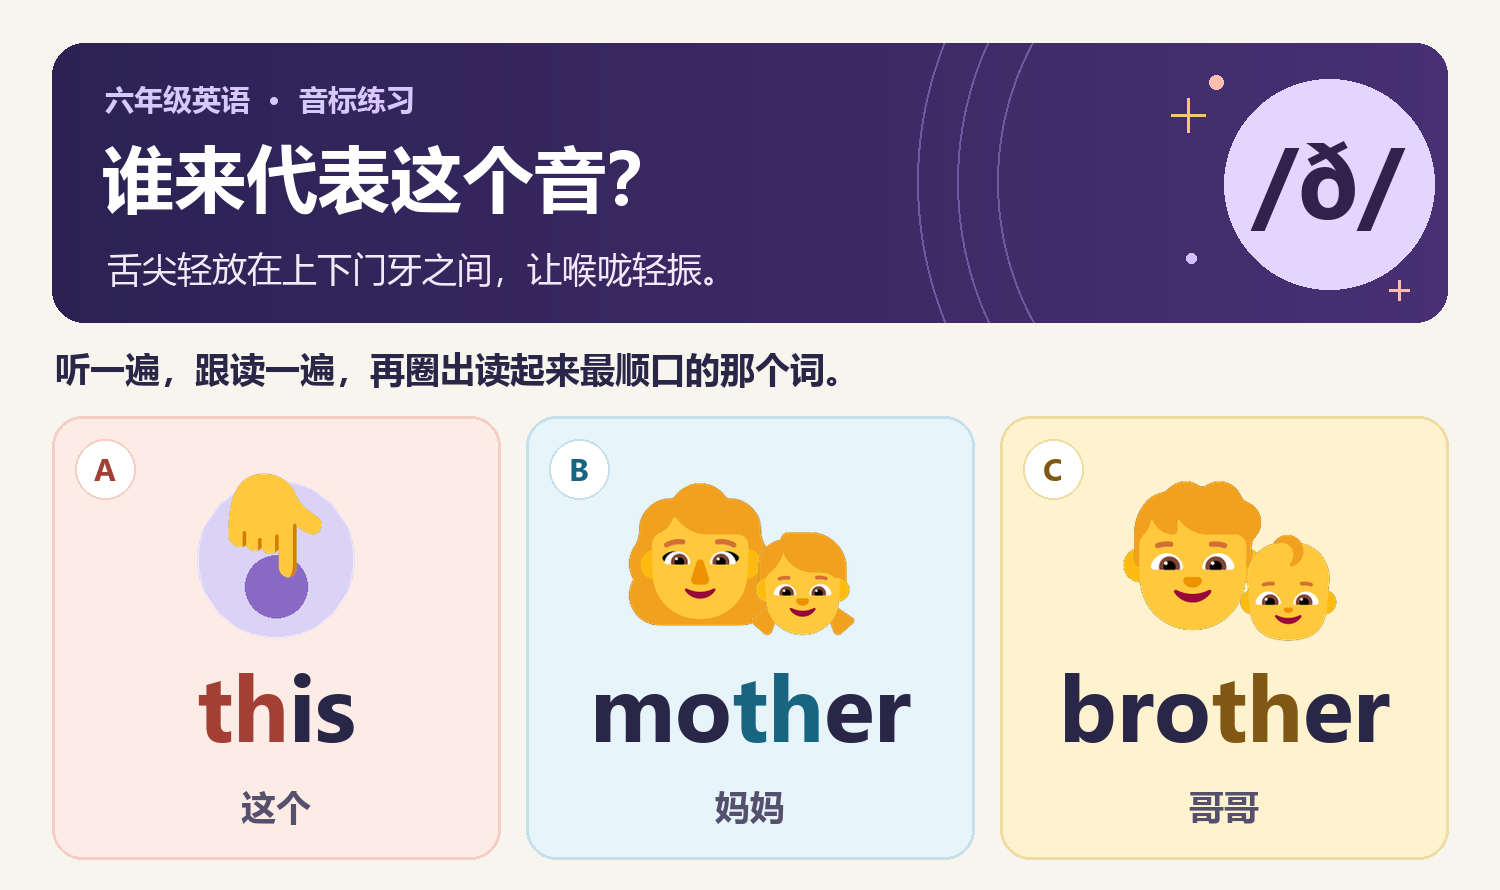 六年级英语 • 音标练习
谁来代表这个音?
/ð/
舌尖轻放在上下门牙之间，让喉咙轻振。
听一遍，跟读一遍，再圈出读起来最顺口的那个词。
A
this
这个
B
mother
妈妈
C
brother
哥哥